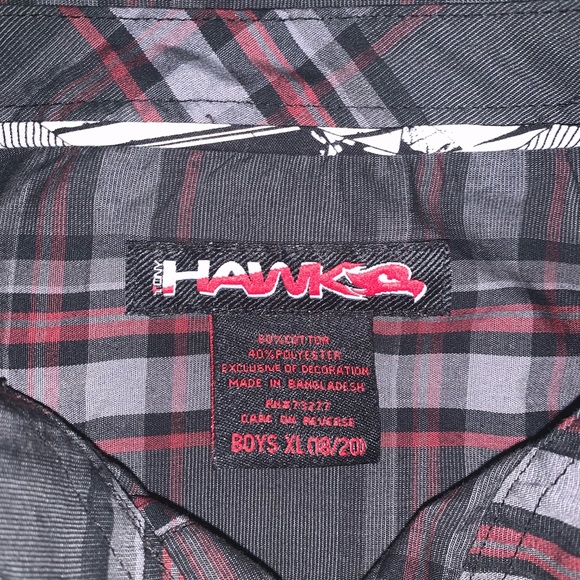 TONY HAWK
60% COTTON
40% POLYESTER
EXCLUSIVE OF DECORATION
MADE IN BANGLADESH
RN# 73277
CARE ON REVERSE
BOYS XL (18/20)